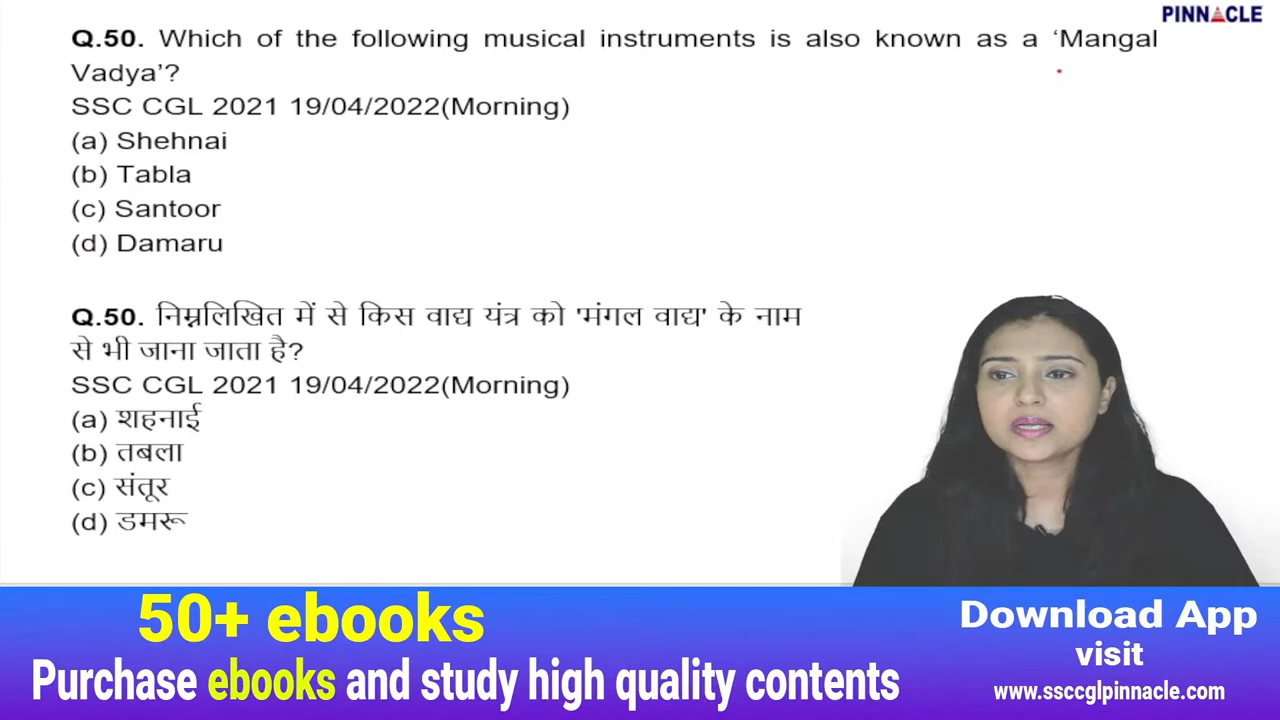 PINNACLE
Q.50. Which of the following musical instruments is also known as a ‘Mangal
Vadya’?
SSC CGL 2021 19/04/2022(Morning)
(a) Shehnai
(b) Tabla
(c) Santoor
(d) Damaru
Q.50. निम्नलिखित में से किस वाद्य यंत्र को 'मंगल वाद्य' के नाम
से भी जाना जाता है?
SSC CGL 2021 19/04/2022(Morning)
(a) शहनाई
(b) तबला
(c) संतूर
(d) डमरू
50+ ebooks
Purchase ebooks and study high quality contents
Download App
visit
www.ssccglpinnacle.com